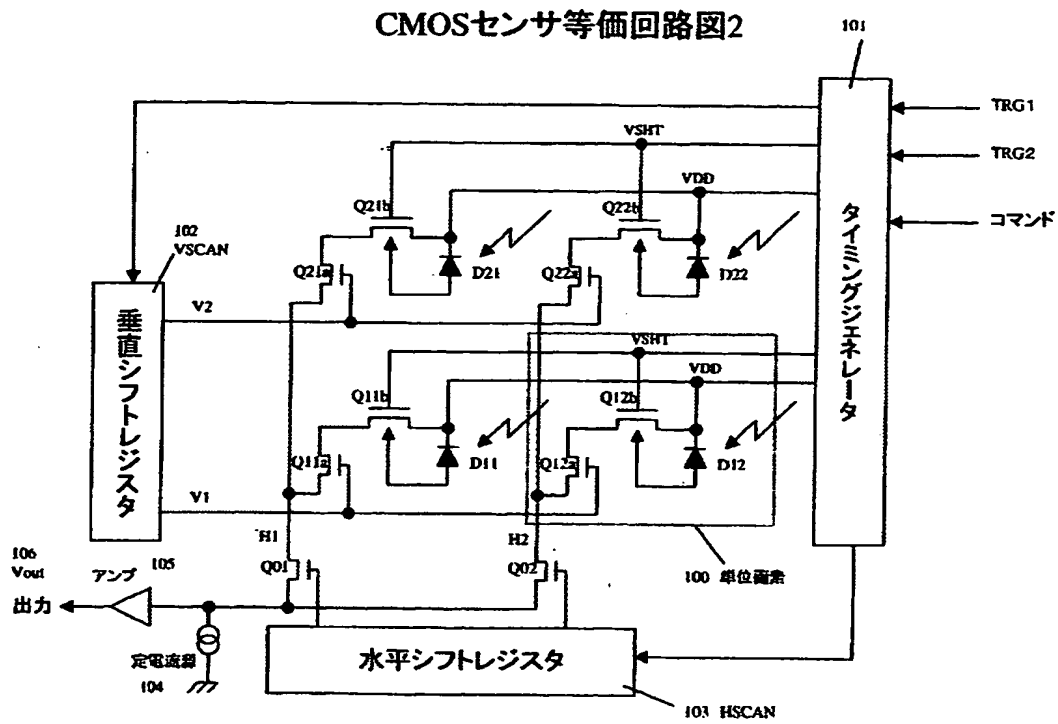 CMOSセンサ等価回路図2
101
TRG1
TRG2
コマンド
タイミングジェネレータ
VSHT
VDD
Q21b
Q22b
102
VSCAN
Q21a
D21
Q22a
D22
V2
垂直シフトレジスタ
VSHT
VDD
Q11b
Q12b
Q11a
D11
Q12a
D12
V1
H1
H2
106
Vout
105
アンプ
Q01
Q02
100 単位画素
出力
定電流源
104
水平シフトレジスタ
103 HSCAN